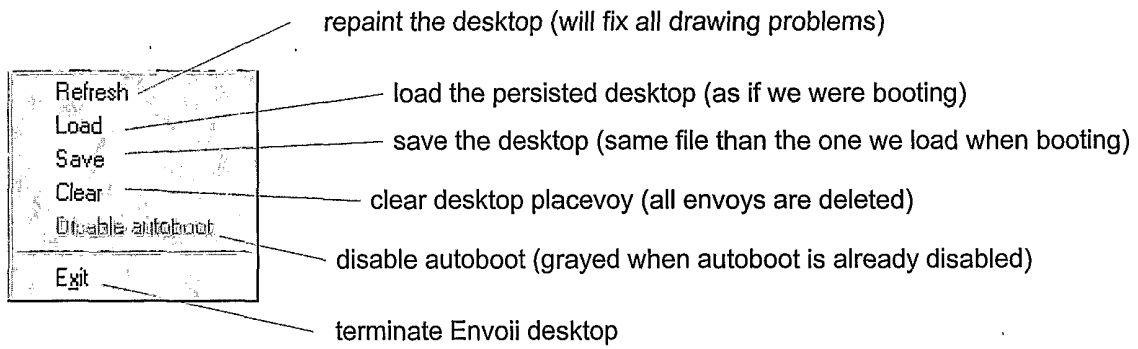 repaint the desktop (will fix all drawing problems)
Refresh
load the persisted desktop (as if we were booting)
Load
save the desktop (same file than the one we load when booting)
Save
Clear
clear desktop placevoy (all envoys are deleted)
Disable autoboot
disable autoboot (grayed when autoboot is already disabled)
Exit
terminate Envoii desktop